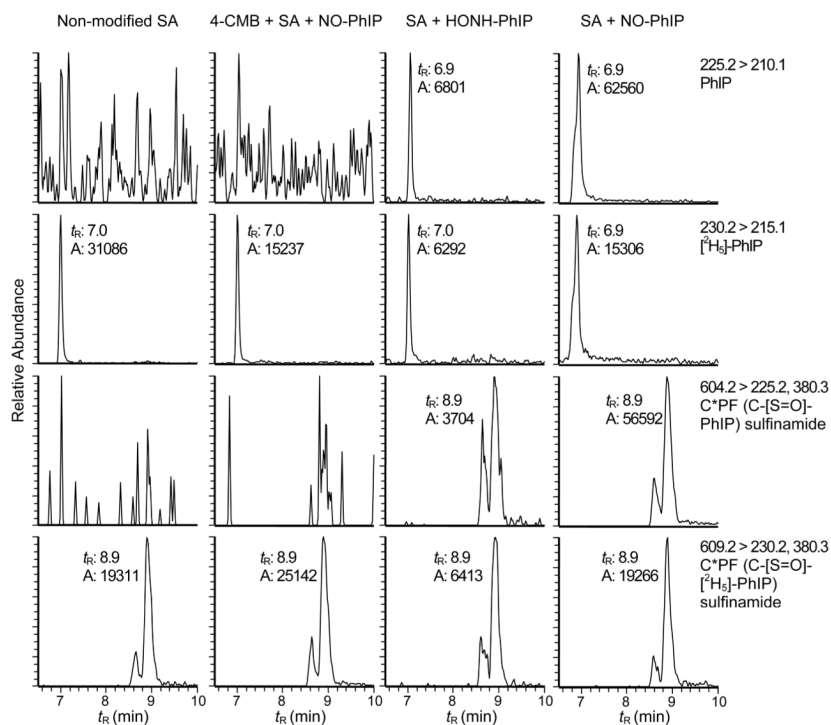 Non-modified SA 4-CMB + SA + NO-PhIP SA + HONH-PhIP SA + NO-PhIP
tR: 6.9
A: 6801
tR: 6.9
A: 62560
225.2 > 210.1
PhIP
tR: 7.0
A: 31086
tR: 7.0
A: 15237
tR: 7.0
A: 6292
tR: 6.9
A: 15306
230.2 > 215.1
[²H₅]-PhIP
Relative Abundance
tR: 8.9
A: 3704
tR: 8.9
A: 56592
604.2 > 225.2, 380.3
C*PF (C-[S=O]-
PhIP) sulfinamide
tR: 8.9
A: 19311
tR: 8.9
A: 25142
tR: 8.9
A: 6413
tR: 8.9
A: 19266
609.2 > 230.2, 380.3
C*PF (C-[S=O]-
[²H₅]-PhIP)
sulfinamide
7 8 9 10 7 8 9 10 7 8 9 10 7 8 9 10
tR (min) tR (min) tR (min) tR (min)